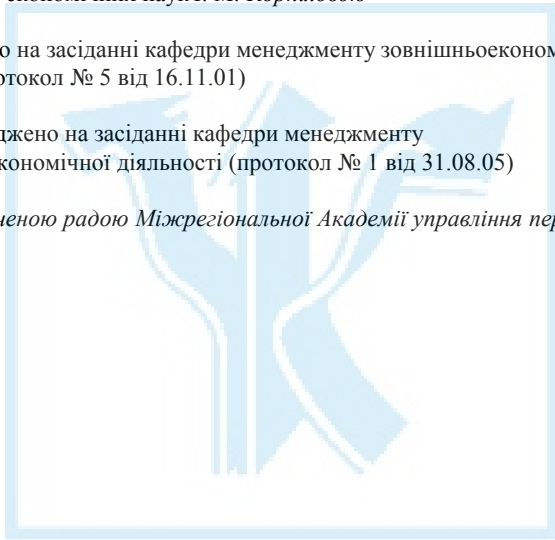 о на засіданні кафедри менеджменту зовнішньоеконом
отокол № 5 від 16.11.01)
джено на засіданні кафедри менеджменту
кономічної діяльності (протокол № 1 від 31.08.05)
ченою радою Міжрегіональної Академії управління пер